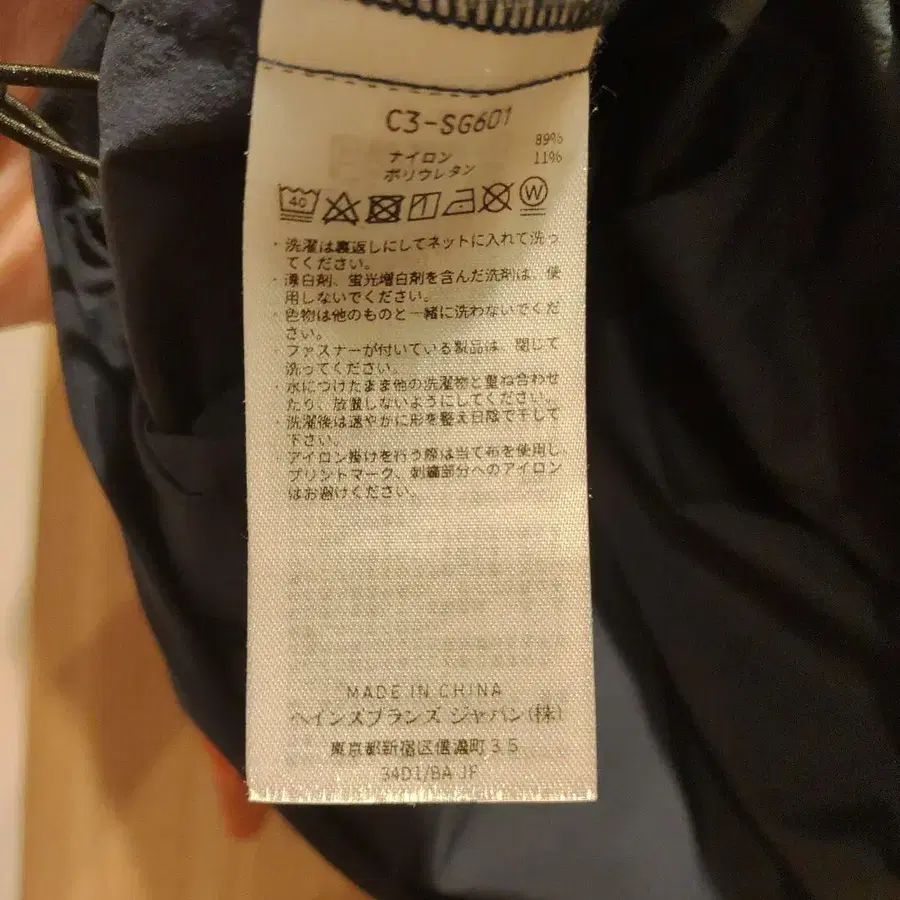 C3-SG601
ナイロン 89%
ポリウレタン 11%
40
W
・洗濯は裏返しにしてネットに入れて洗っ
てください。
・漂白剤、蛍光増白剤を含んだ洗剤は、使
用しないでください。
・色物は他のものと一緒に洗わないでくだ
さい。
・ファスナーが付いている製品は、閉じて
洗ってください。
・水につけたまま他の洗濯物と重ね合わせ
たり、放置しないようにしてください。
・洗濯後は速やかに形を整え日陰で干して
下さい。
・アイロン掛けを行う際は当て布を使用し、
プリントマーク、刺繍部分へのアイロン
はお避けください。
MADE IN CHINA
ヘインズブランズ ジャパン(株)
東京都新宿区信濃町35
34D1/BA JF